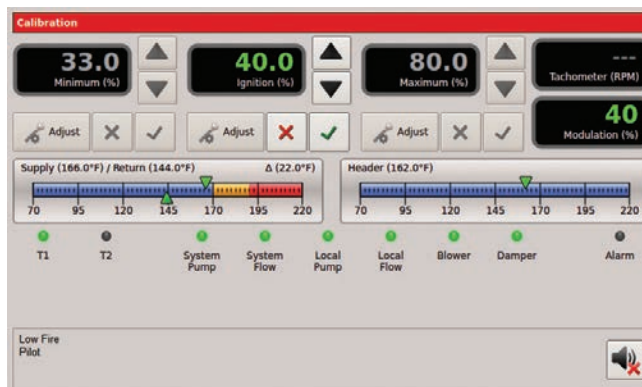 Calibration
33.0
Minimum (%)
40.0
Ignition (%)
80.0
Maximum (%)
---
Tachometer (RPM)
Adjust
Adjust
Adjust
40
Modulation (%)
Supply (166.0°F) / Return (144.0°F) Δ (22.0°F)
70 95 120 145 170 195 220
Header (162.0°F)
70 95 120 145 170 195 220
T1
T2
System Pump
System Flow
Local Pump
Local Flow
Blower
Damper
Alarm
Low Fire
Pilot